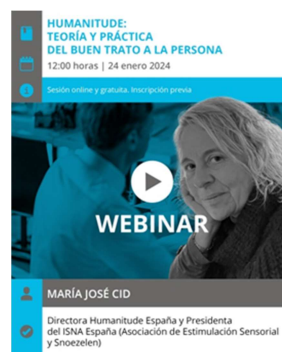 HUMANITUDE:
TEORÍA Y PRÁCTICA
DEL BUEN TRATO A LA PERSONA
12:00 horas | 24 enero 2024
Sesión online y gratuita. Inscripción previa
WEBINAR
MARÍA JOSÉ CID
Directora Humanitude España y Presidenta
del ISNA España (Asociación de Estimulación Sensorial
y Snoezelen)